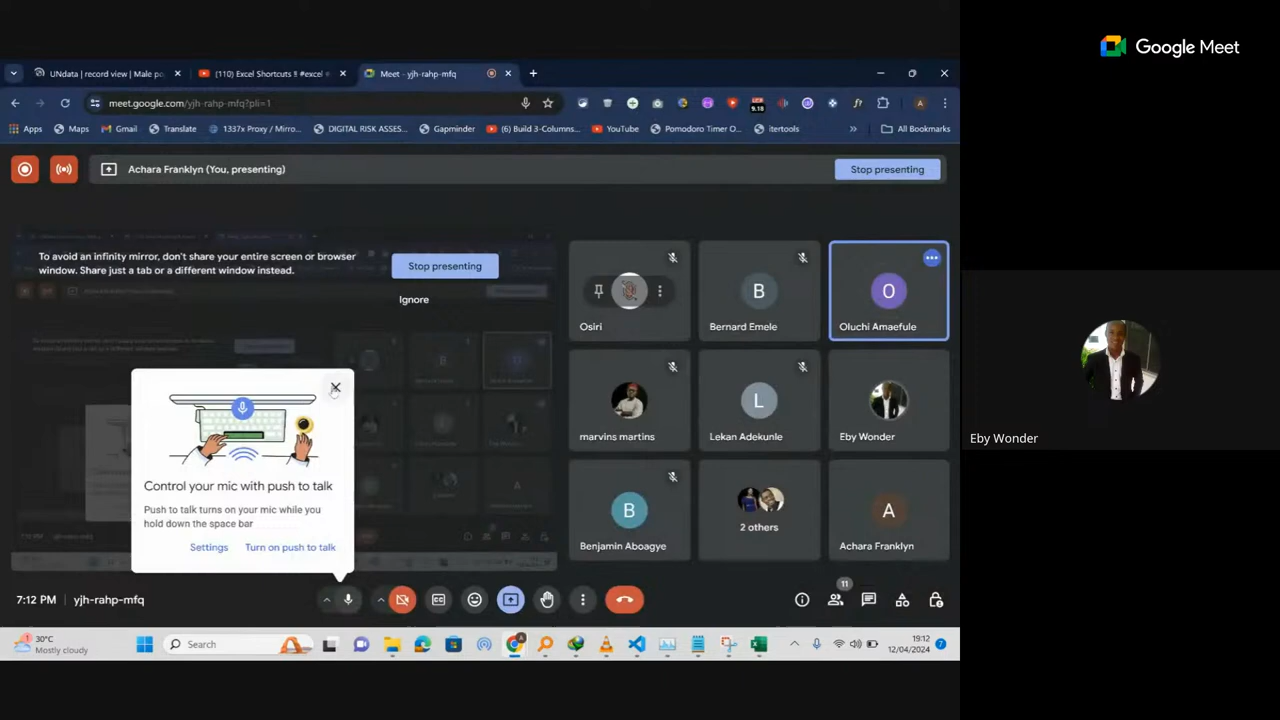 Google Meet
UNdata | record view | Male po
(110) Excel Shortcuts !! #excel
Meet - yjh-rahp-mfq
meet.google.com/yjh-rahp-mfq?pli=1
9.18
A
Apps
Maps
Gmail
Translate
1337x Proxy / Mirro...
DIGITAL RISK ASSES...
Gapminder
(6) Build 3-Columns...
YouTube
Pomodoro Timer O...
itertools
All Bookmarks
Achara Franklyn (You, presenting)
Stop presenting
To avoid an infinity mirror, don't share your entire screen or browser
window. Share just a tab or a different window instead.
Stop presenting
Ignore
Osiri
B
Bernard Emele
O
Oluchi Amaefule
marvins martins
L
Lekan Adekunle
Eby Wonder
B
Benjamin Aboagye
2 others
A
Achara Franklyn
Control your mic with push to talk
Push to talk turns on your mic while you
hold down the space bar
Settings
Turn on push to talk
Eby Wonder
7:12 PM
yjh-rahp-mfq
11
30°C
Mostly cloudy
Search
19:12
12/04/2024